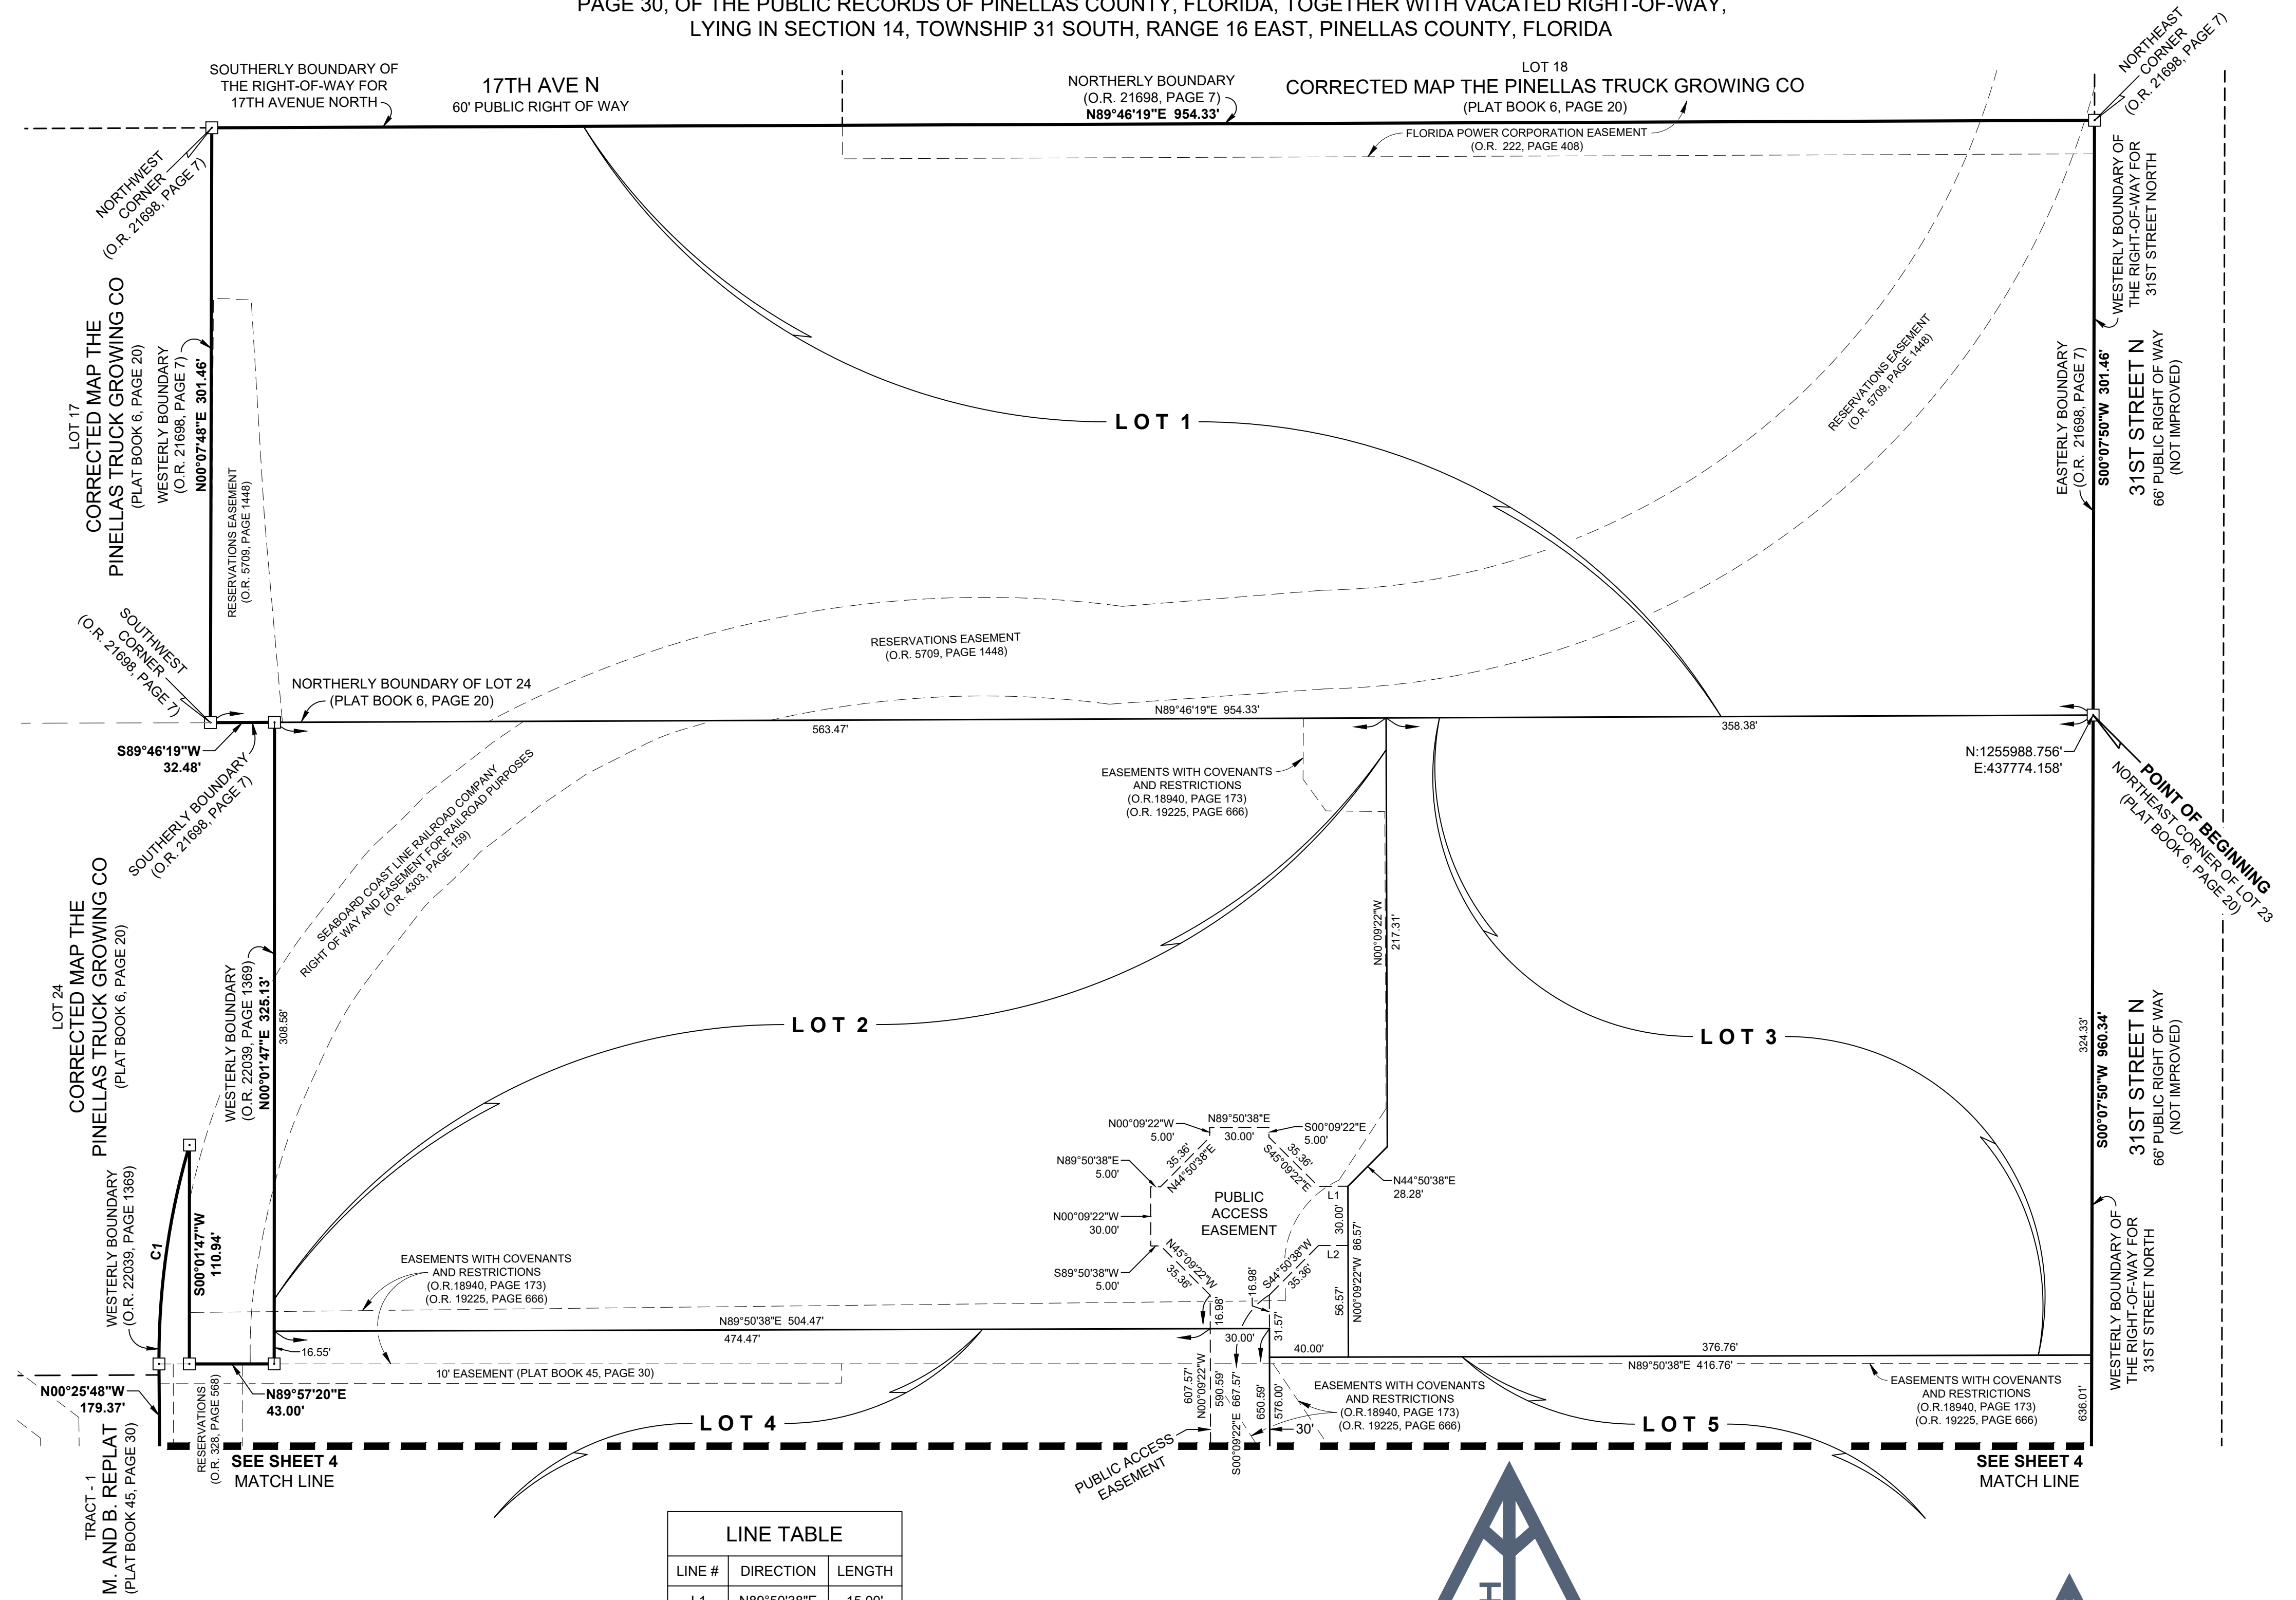 PAGE 30, OF THE PUBLIC RECORDS OF PINELLAS COUNTY, FLORIDA, TOGETHER WITH VACATED RIGHT-OF-WAY,
LYING IN SECTION 14, TOWNSHIP 31 SOUTH, RANGE 16 EAST, PINELLAS COUNTY, FLORIDA
SOUTHERLY BOUNDARY OF
THE RIGHT-OF-WAY FOR
17TH AVENUE NORTH
17TH AVE N
60' PUBLIC RIGHT OF WAY
NORTHERLY BOUNDARY
(O.R. 21698, PAGE 7)
N89°46'19"E 954.33'
LOT 18
CORRECTED MAP THE PINELLAS TRUCK GROWING CO
(PLAT BOOK 6, PAGE 20)
FLORIDA POWER CORPORATION EASEMENT
(O.R. 222, PAGE 408)
NORTHEAST
CORNER
(O.R. 21698, PAGE 7)
NORTHWEST
CORNER
(O.R. 21698, PAGE 7)
WESTERLY BOUNDARY OF
THE RIGHT-OF-WAY FOR
31ST STREET NORTH
LOT 17
CORRECTED MAP THE
PINELLAS TRUCK GROWING CO
(PLAT BOOK 6, PAGE 20)
WESTERLY BOUNDARY
(O.R. 21698, PAGE 7)
N00°07'48"E 301.46'
RESERVATIONS EASEMENT
(O.R. 5709, PAGE 1448)
LOT 1
RESERVATIONS EASEMENT
(O.R. 5709, PAGE 1448)
EASTERLY BOUNDARY
(O.R. 21698, PAGE 7)
S00°07'50"W 301.46'
31ST STREET N
66' PUBLIC RIGHT OF WAY
(NOT IMPROVED)
RESERVATIONS EASEMENT
(O.R. 5709, PAGE 1448)
SOUTHWEST
CORNER
(O.R. 21698, PAGE 7)
NORTHERLY BOUNDARY OF LOT 24
(PLAT BOOK 6, PAGE 20)
N89°46'19"E 954.33'
563.47'
358.38'
S89°46'19"W
32.48'
SOUTHERLY BOUNDARY
(O.R. 21698, PAGE 7)
N:1255988.756'
E:437774.158'
POINT OF BEGINNING
NORTHEAST CORNER OF LOT 23
(PLAT BOOK 6, PAGE 20)
SEABOARD COAST LINE RAILROAD COMPANY
RIGHT OF WAY AND EASEMENT FOR RAILROAD PURPOSES
(O.R. 4303, PAGE 159)
EASEMENTS WITH COVENANTS
AND RESTRICTIONS
(O.R.18940, PAGE 173)
(O.R. 19225, PAGE 666)
N00°09'22"W
217.31'
LOT 24
CORRECTED MAP THE
PINELLAS TRUCK GROWING CO
(PLAT BOOK 6, PAGE 20)
WESTERLY BOUNDARY
(O.R. 22039, PAGE 1369)
N00°01'47"E 325.13'
308.58'
LOT 2
LOT 3
324.33'
S00°07'50"W 960.34'
31ST STREET N
66' PUBLIC RIGHT OF WAY
(NOT IMPROVED)
N00°09'22"W
5.00'
N89°50'38"E
30.00'
S00°09'22"E
5.00'
35.36'
N44°50'38"E
35.36'
S45°09'22"E
N89°50'38"E
5.00'
N44°50'38"E
28.28'
L1
PUBLIC
ACCESS
EASEMENT
N00°09'22"W
30.00'
30.00'
L2
N00°09'22"W 86.57'
56.57'
S89°50'38"W
5.00'
N45°09'22"W
35.36'
S44°50'38"W
35.36'
16.98'
16.98'
31.57'
WESTERLY BOUNDARY
(O.R. 22039, PAGE 1369)
C1
S00°01'47"W
110.94'
EASEMENTS WITH COVENANTS
AND RESTRICTIONS
(O.R.18940, PAGE 173)
(O.R. 19225, PAGE 666)
WESTERLY BOUNDARY OF
THE RIGHT-OF-WAY FOR
31ST STREET NORTH
N89°50'38"E 504.47'
474.47'
30.00'
16.55'
40.00'
376.76'
N89°50'38"E 416.76'
10' EASEMENT (PLAT BOOK 45, PAGE 30)
N00°25'48"W
179.37'
N89°57'20"E
43.00'
RESERVATIONS
(O.R. 328, PAGE 568)
LOT 4
607.57'
N00°09'22"W
590.59'
S00°09'22"E 667.57'
650.59'
576.00'
EASEMENTS WITH COVENANTS
AND RESTRICTIONS
(O.R.18940, PAGE 173)
(O.R. 19225, PAGE 666)
30'
LOT 5
EASEMENTS WITH COVENANTS
AND RESTRICTIONS
(O.R.18940, PAGE 173)
(O.R. 19225, PAGE 666)
636.01'
PUBLIC ACCESS
EASEMENT
SEE SHEET 4
MATCH LINE
SEE SHEET 4
MATCH LINE
TRACT - 1
M. AND B. REPLAT
(PLAT BOOK 45, PAGE 30)
LINE TABLE
LINE # DIRECTION LENGTH
L1 N89°50'38"E 15.00'
H